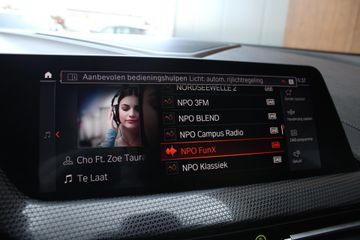 Aanbevolen bedieningshulpen Licht: autom. rijlichtregeling
NOORDZEEWELLE 2
NPO 3FM
NPO BLEND
NPO Campus Radio
NPO FunX
NPO Klassiek
Cho Ft. Zoe Taura
Te Laat